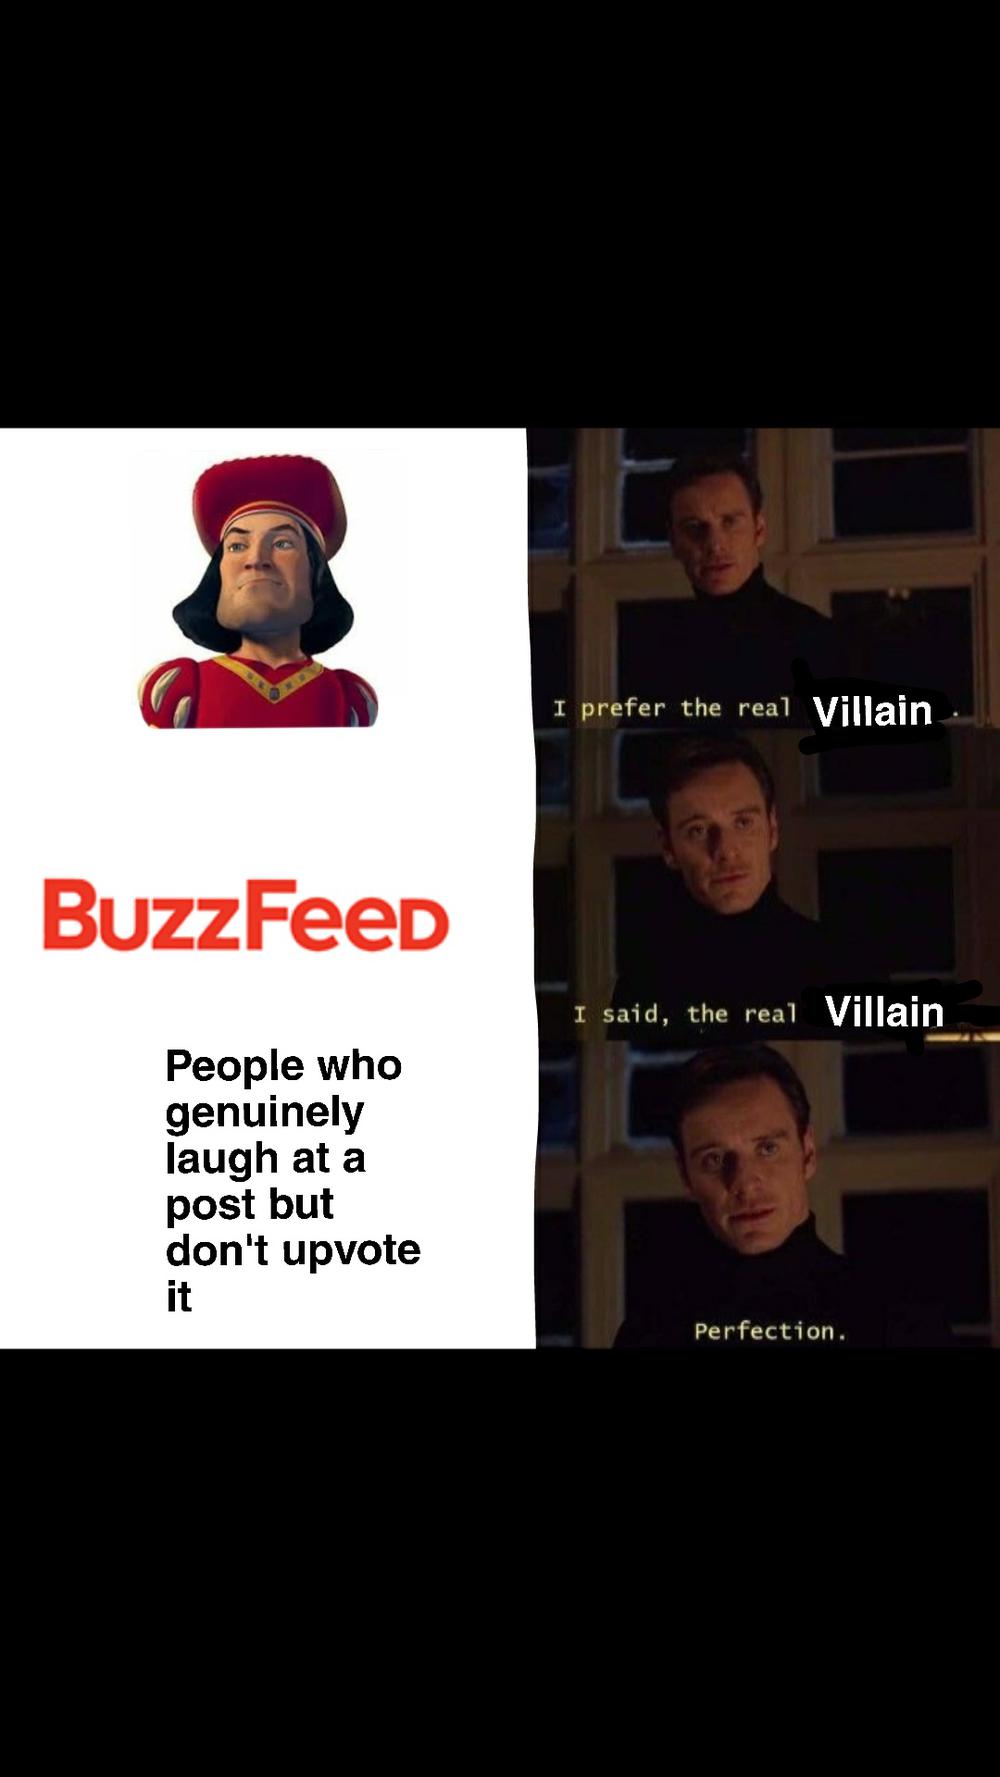 I prefer the real Villain .
BuzzFeed
I said, the real Villain
People who
genuinely
laugh at a
post but
don't upvote
it
Perfection.